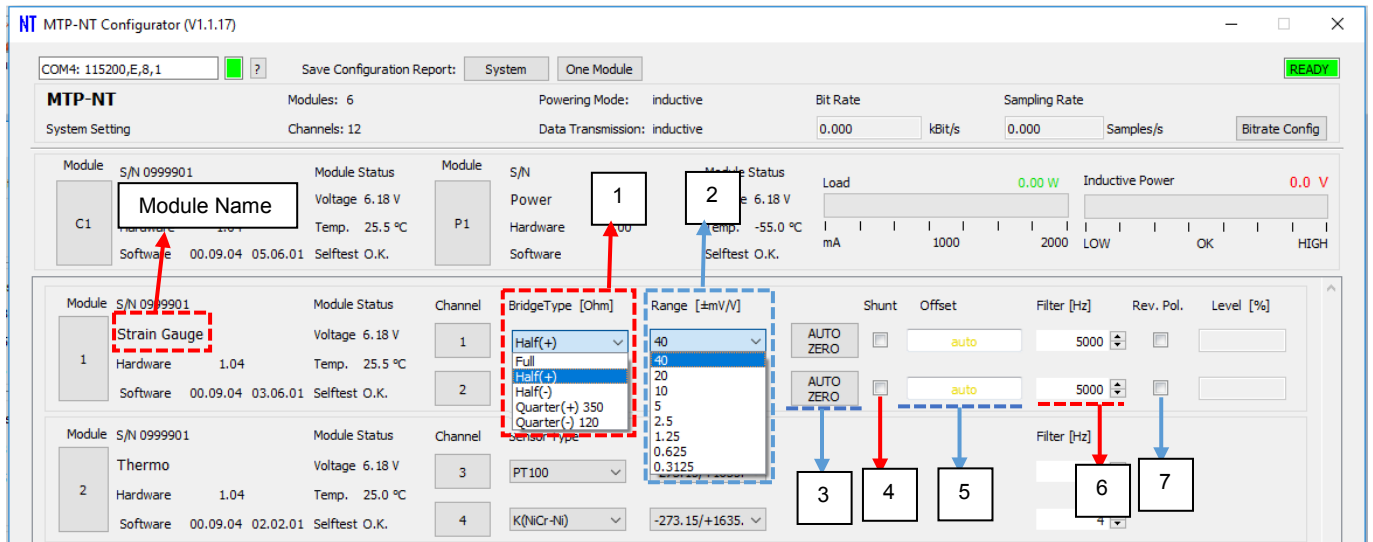 NT MTP-NT Configurator (V1.1.17)
COM4: 115200,E,8,1 ? Save Configuration Report: System One Module READY
MTP-NT Modules: 6 Powering Mode: inductive Bit Rate Sampling Rate
System Setting Channels: 12 Data Transmission: inductive 0.000 kBit/s 0.000 Samples/s Bitrate Config
Module S/N 0999901 Module Status Module S/N Module Status Load 0.00 W Inductive Power 0.0 V
Module Name Voltage 6.18 V Power 1 2 6.18 V
C1 Hardware 1.04 Temp. 25.5 ºC P1 Hardware Temp. -55.0 ºC mA 1000 2000 LOW OK HIGH
Software 00.09.04 05.06.01 Selftest O.K. Software Selftest O.K.
Module S/N 0999901 Module Status Channel BridgeType [Ohm] Range [±mV/V] Shunt Offset Filter [Hz] Rev. Pol. Level [%]
Strain Gauge Voltage 6.18 V 1 Half(+) 40 AUTO ZERO auto 5000
1 Full 40
Hardware 1.04 Temp. 25.5 ºC Half(+) 20
Half(-) 10
Software 00.09.04 03.06.01 Selftest O.K. 2 Quarter(+) 350 5 AUTO ZERO auto 5000
Quarter(-) 120 2.5
Module S/N 0999901 Module Status Channel Sensor Type 1.25 Filter [Hz]
0.625
Thermo Voltage 6.18 V 3 PT100 0.3125
2 Hardware 1.04 Temp. 25.0 ºC 3 4 5 6 7
Software 00.09.04 02.02.01 Selftest O.K. 4 K(NiCr-Ni) -273.15/+1635. 4